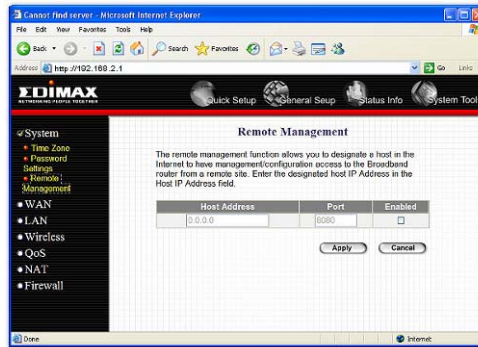 Cannot find server - Microsoft Internet Explorer
File Edit View Favorites Tools Help
Back Search Favorites
Address http://192.168.2.1 Go Links
EDIMAX
NETWORKING PEOPLE TOGETHER
Quick Setup General Seup Status Info System Tool
System
Time Zone
Password
Settings
Remote
Management
WAN
LAN
Wireless
QoS
NAT
Firewall
Remote Management
The remote management function allows you to designate a host in the
Internet to have management/configuration access to the Broadband
router from a remote site. Enter the designated host IP Address in the
Host IP Address field.
Host Address Port Enabled
0.0.0.0 8080
Apply Cancel
Done Internet